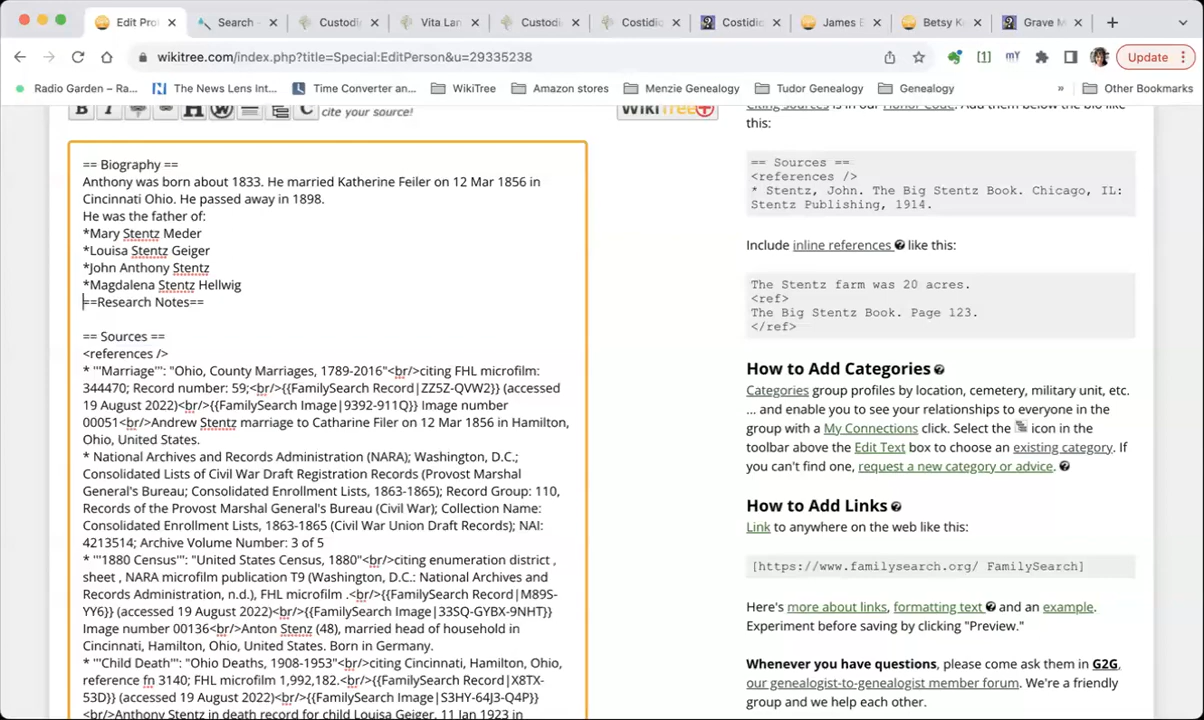 Edit Pro
Search -
Custodi
Vita Lan
Custodi
Costidic
Costidic
James E
Betsy K
Grave M
wikitree.com/index.php?title=Special:EditPerson&u=29335238
Update
Radio Garden – Ra...
The News Lens Int...
Time Converter an...
WikiTree
Amazon stores
Menzie Genealogy
Tudor Genealogy
Genealogy
»
Other Bookmarks
B I H W C cite your source!
WikiTree
== Biography ==
Anthony was born about 1833. He married Katherine Feiler on 12 Mar 1856 in
Cincinnati Ohio. He passed away in 1898.
He was the father of:
*Mary Stentz Meder
*Louisa Stentz Geiger
*John Anthony Stentz
*Magdalena Stentz Hellwig
==Research Notes==
== Sources ==
<references />
* '''Marriage''': "Ohio, County Marriages, 1789-2016"<br/>citing FHL microfilm:
344470; Record number: 59;<br/>{{FamilySearch Record|ZZ5Z-QVW2}} (accessed
19 August 2022)<br/>{{FamilySearch Image|9392-911Q}} Image number
00051<br/>Andrew Stentz marriage to Catharine Filer on 12 Mar 1856 in Hamilton,
Ohio, United States.
* National Archives and Records Administration (NARA); Washington, D.C.;
Consolidated Lists of Civil War Draft Registration Records (Provost Marshal
General's Bureau; Consolidated Enrollment Lists, 1863-1865); Record Group: 110,
Records of the Provost Marshal General's Bureau (Civil War); Collection Name:
Consolidated Enrollment Lists, 1863-1865 (Civil War Union Draft Records); NAI:
4213514; Archive Volume Number: 3 of 5
* '''1880 Census''': "United States Census, 1880"<br/>citing enumeration district ,
sheet , NARA microfilm publication T9 (Washington, D.C.: National Archives and
Records Administration, n.d.), FHL microfilm .<br/>{{FamilySearch Record|M89S-
YY6}} (accessed 19 August 2022)<br/>{{FamilySearch Image|33SQ-GYBX-9NHT}}
Image number 00136<br/>Anton Stenz (48), married head of household in
Cincinnati, Hamilton, Ohio, United States. Born in Germany.
* '''Child Death''': "Ohio Deaths, 1908-1953"<br/>citing Cincinnati, Hamilton, Ohio,
reference fn 3140; FHL microfilm 1,992,182.<br/>{{FamilySearch Record|X8TX-
53D}} (accessed 19 August 2022)<br/>{{FamilySearch Image|S3HY-64J3-Q4P}}
<br/>Anthony Stentz in death record for child Louisa Geiger, 11 Jan 1923 in
Citing sources is in our Honor Code. Add them below the bio like
this:
== Sources ==
<references />
* Stentz, John. The Big Stentz Book. Chicago, IL:
Stentz Publishing, 1914.
Include inline references like this:
The Stentz farm was 20 acres.
<ref>
The Big Stentz Book. Page 123.
</ref>
How to Add Categories
Categories group profiles by location, cemetery, military unit, etc.
... and enable you to see your relationships to everyone in the
group with a My Connections click. Select the icon in the
toolbar above the Edit Text box to choose an existing category. If
you can't find one, request a new category or advice.
How to Add Links
Link to anywhere on the web like this:
[https://www.familysearch.org/ FamilySearch]
Here's more about links, formatting text and an example.
Experiment before saving by clicking "Preview."
Whenever you have questions, please come ask them in G2G,
our genealogist-to-genealogist member forum. We're a friendly
group and we help each other.